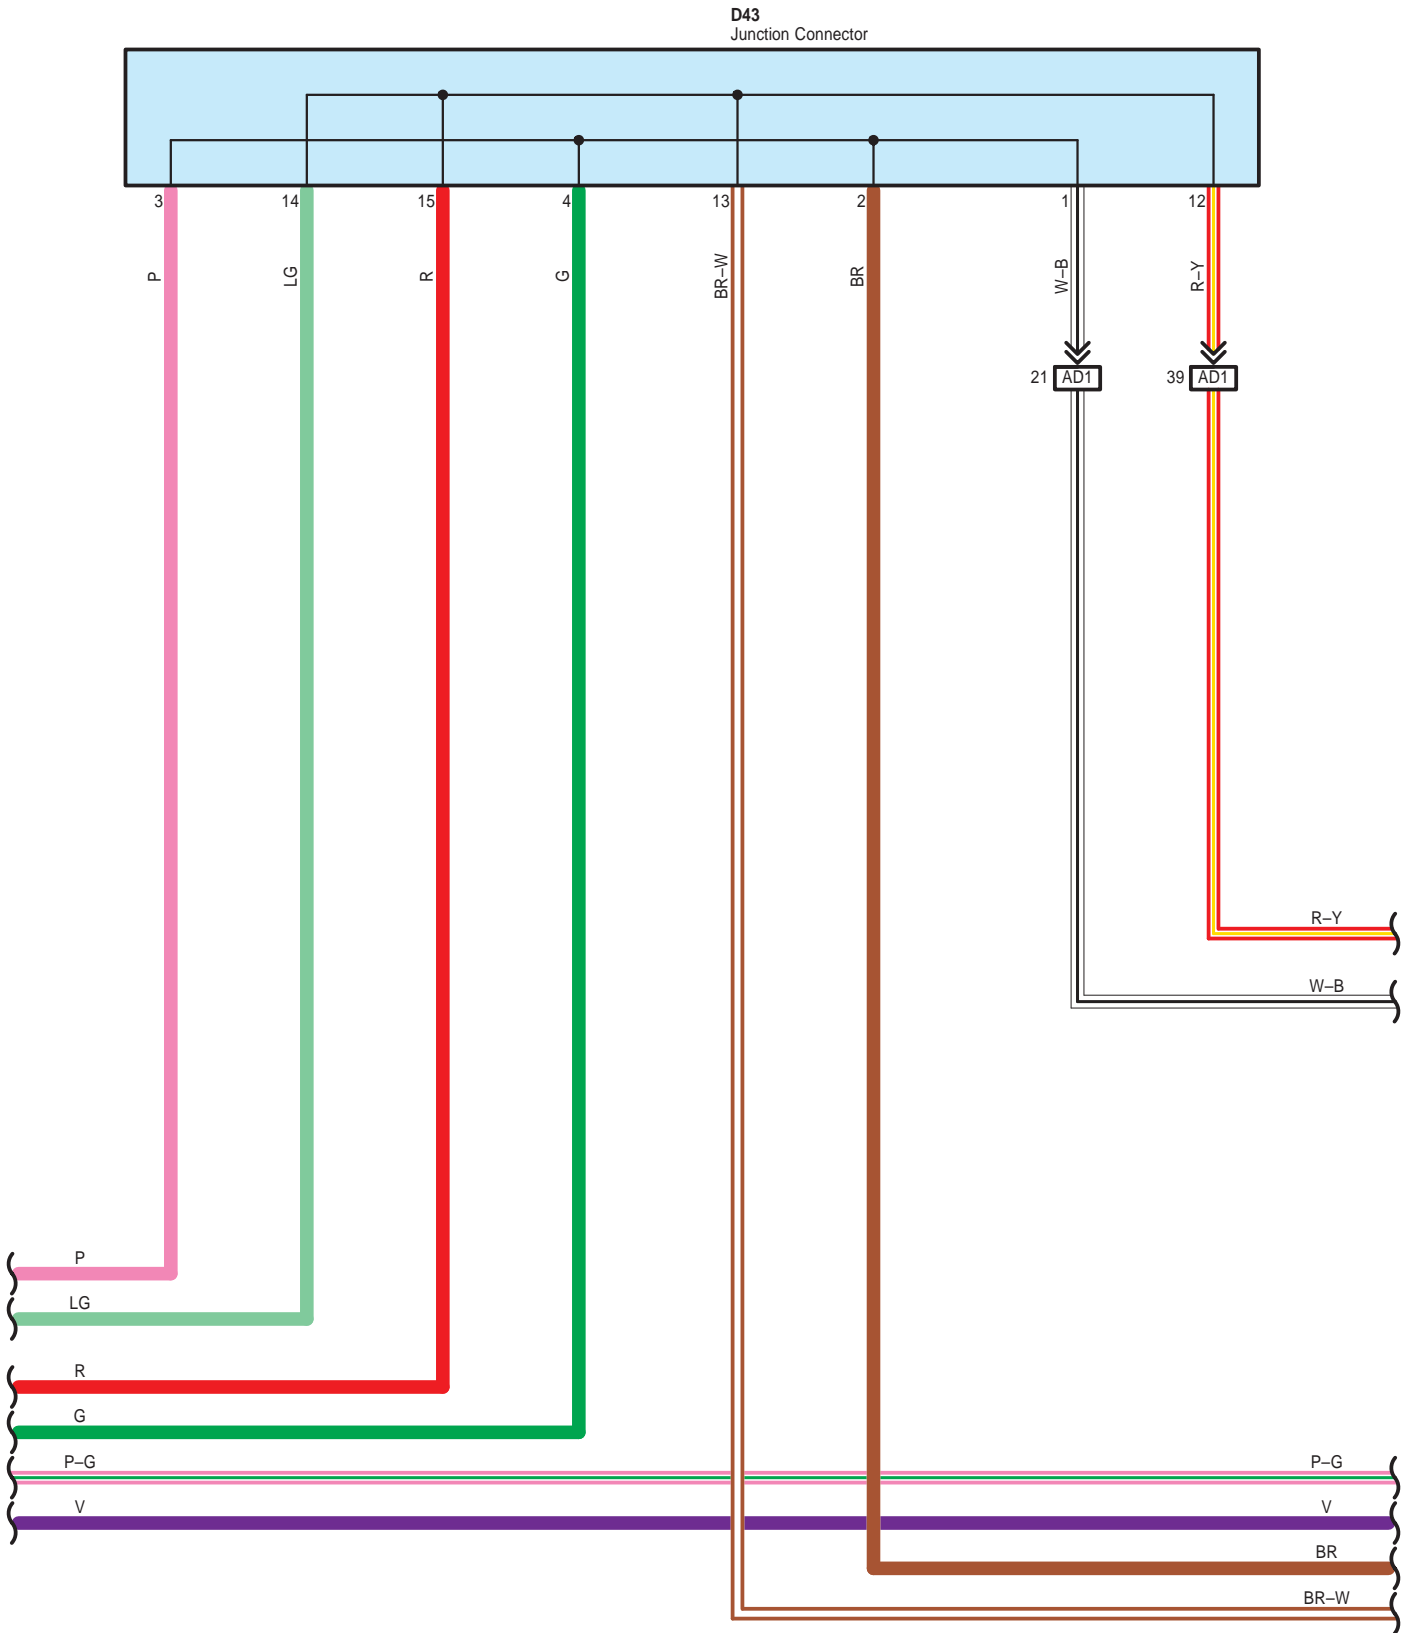 D43
Junction Connector
3 14 15 4 13 2 1 12
P LG R G BR–W BR W–B R–Y
21 AD1 39 AD1
R–Y
W–B
P
LG
R
G
P–G P–G
V V
BR
BR–W